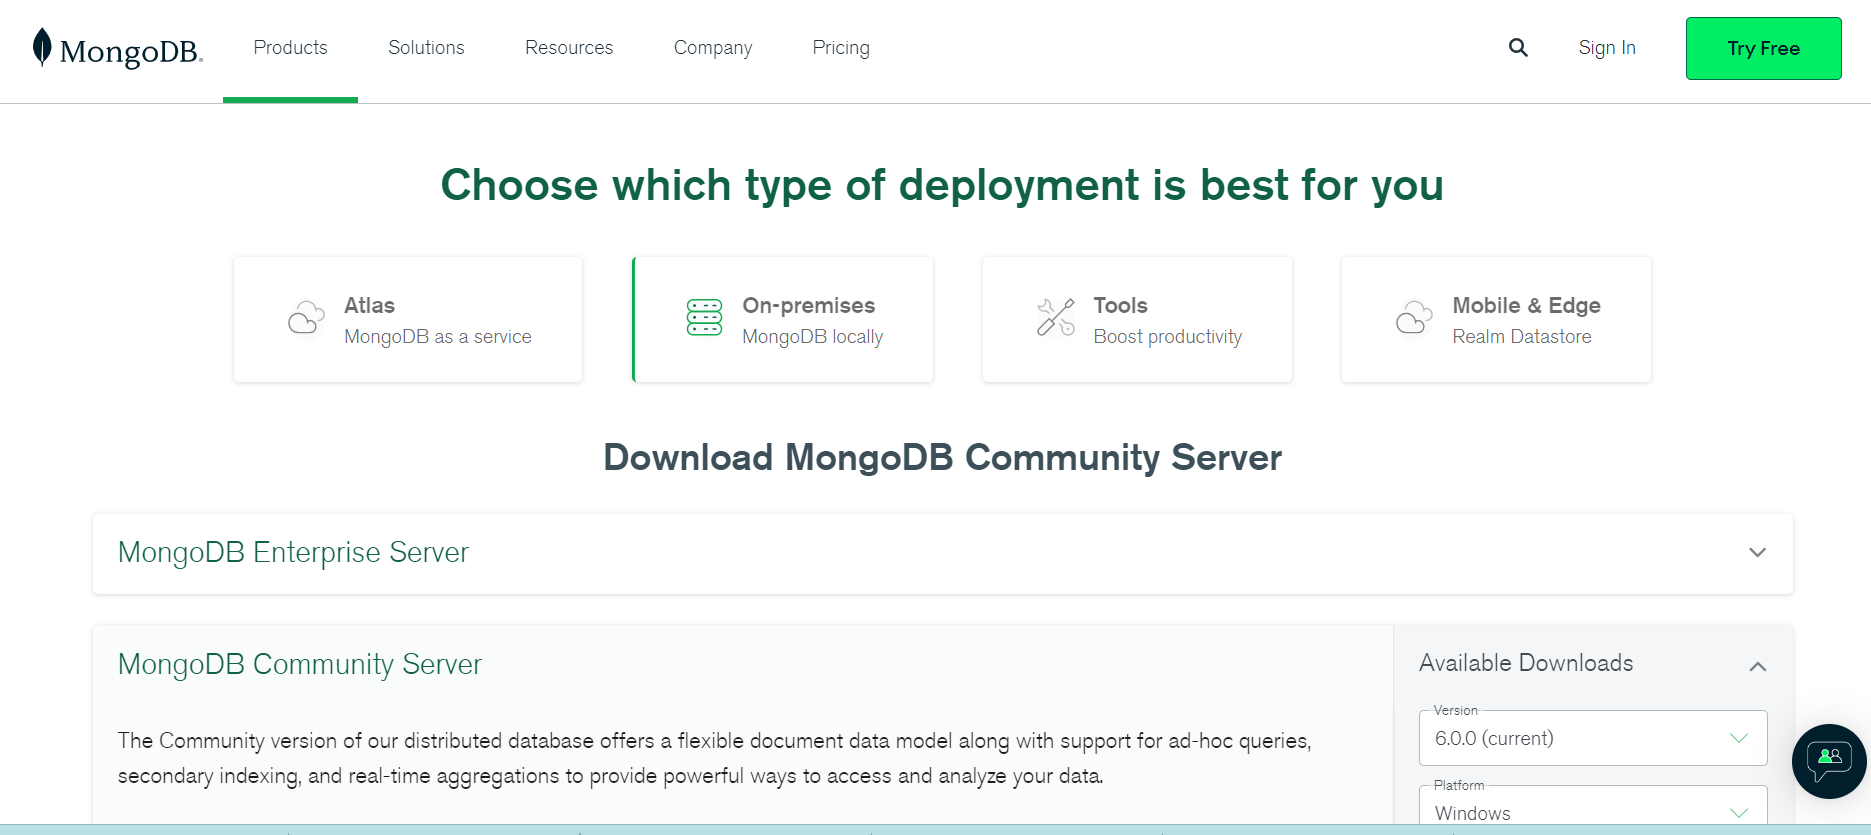 MongoDB.
Products
Solutions
Resources
Company
Pricing
Sign In
Try Free
Choose which type of deployment is best for you
Atlas
MongoDB as a service
On-premises
MongoDB locally
Tools
Boost productivity
Mobile & Edge
Realm Datastore
Download MongoDB Community Server
MongoDB Enterprise Server
MongoDB Community Server
The Community version of our distributed database offers a flexible document data model along with support for ad-hoc queries,
secondary indexing, and real-time aggregations to provide powerful ways to access and analyze your data.
Available Downloads
Version
6.0.0 (current)
Platform
Windows